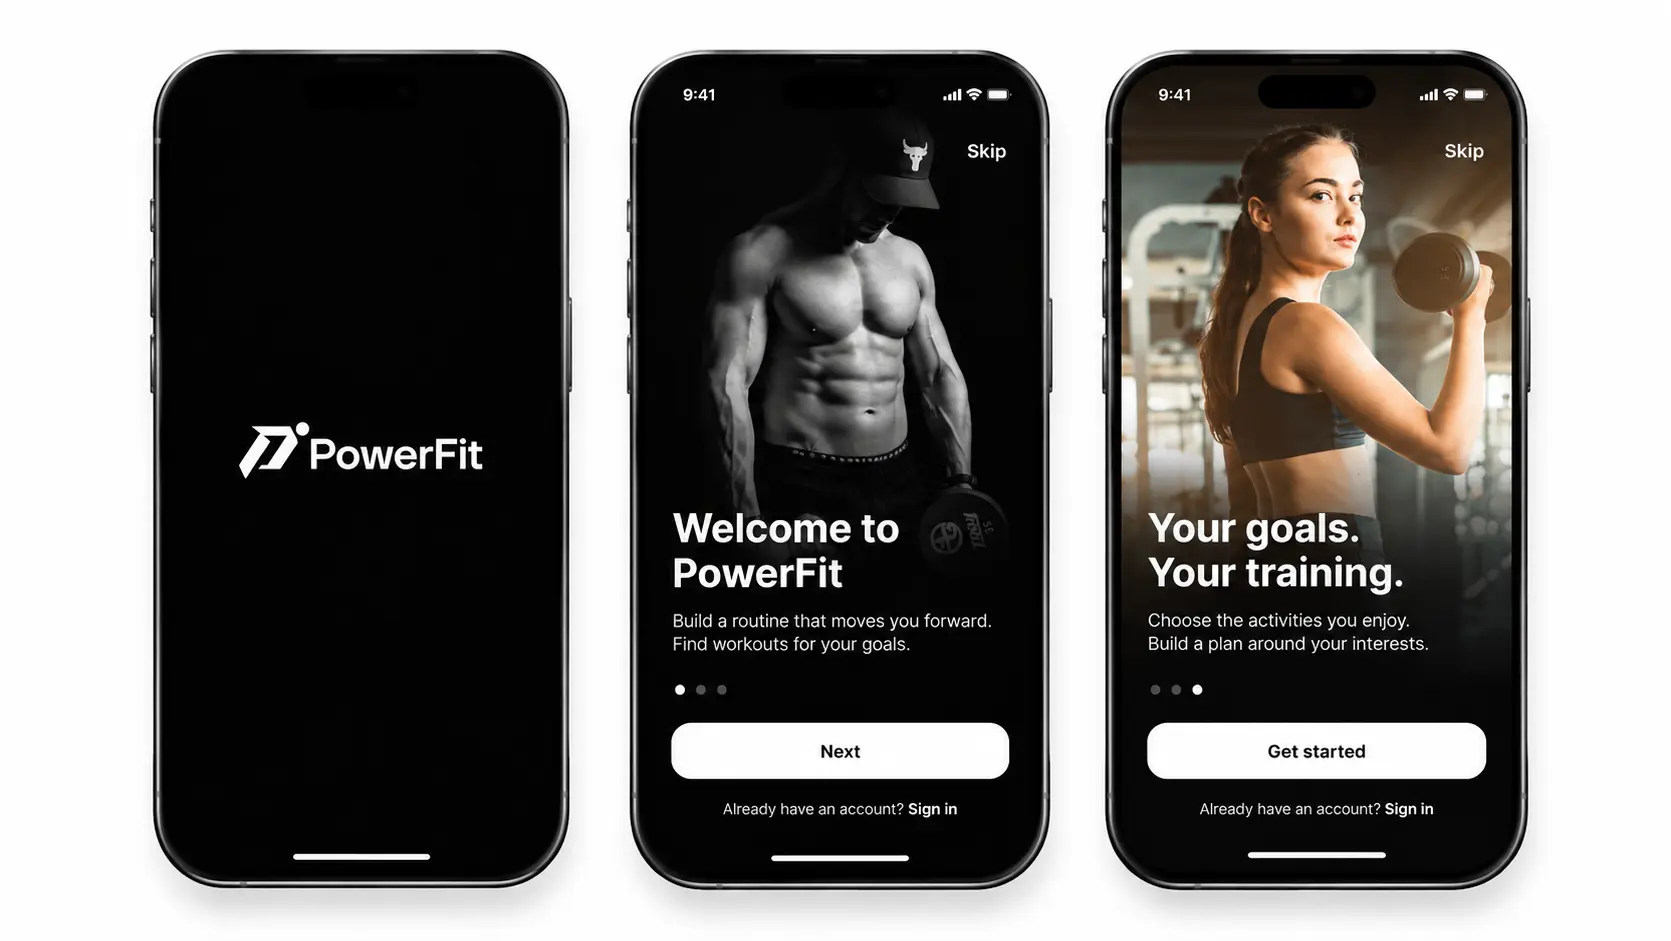 PowerFit
9:41
Skip
Welcome to
PowerFit
Build a routine that moves you forward.
Find workouts for your goals.
Next
Already have an account? Sign in
9:41
Skip
Your goals.
Your training.
Choose the activities you enjoy.
Build a plan around your interests.
Get started
Already have an account? Sign in